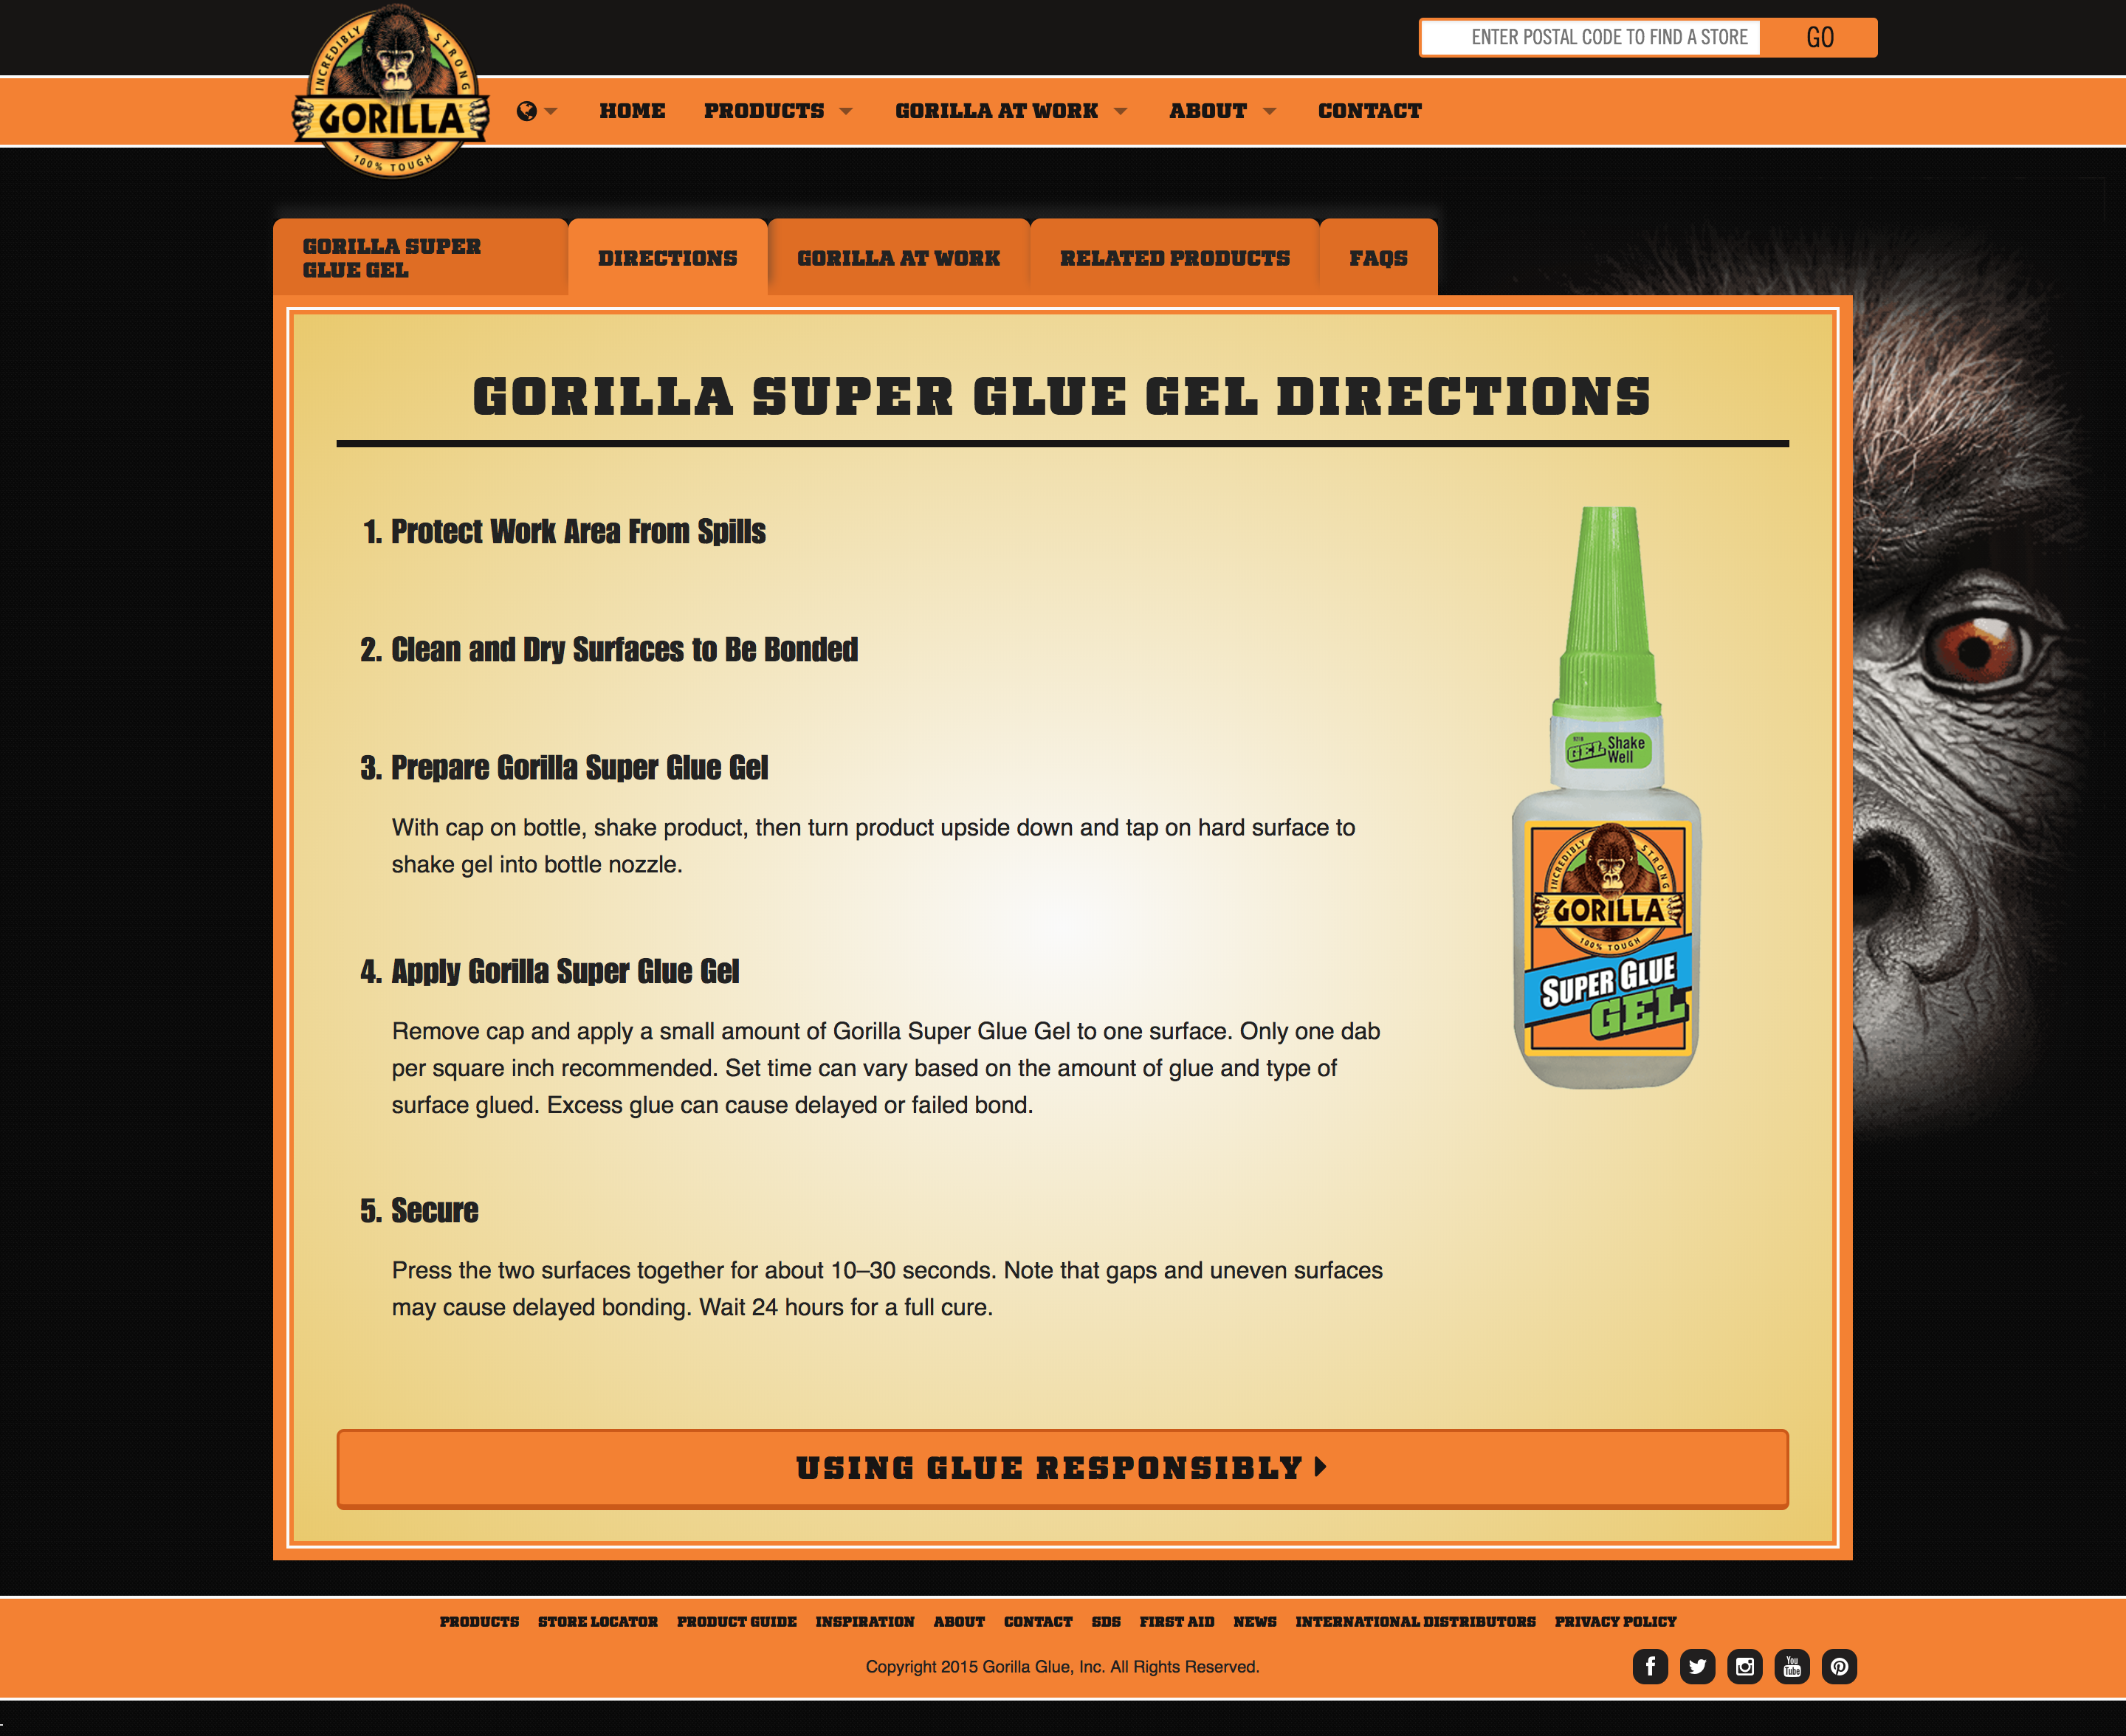 INCREDIBLY STRONG
GORILLA
100% TOUGH
ENTER POSTAL CODE TO FIND A STORE
GO
HOME
PRODUCTS
GORILLA AT WORK
ABOUT
CONTACT
GORILLA SUPER
GLUE GEL
DIRECTIONS
GORILLA AT WORK
RELATED PRODUCTS
FAQS
GORILLA SUPER GLUE GEL DIRECTIONS
1. Protect Work Area From Spills
2. Clean and Dry Surfaces to Be Bonded
3. Prepare Gorilla Super Glue Gel
With cap on bottle, shake product, then turn product upside down and tap on hard surface to
shake gel into bottle nozzle.
4. Apply Gorilla Super Glue Gel
Remove cap and apply a small amount of Gorilla Super Glue Gel to one surface. Only one dab
per square inch recommended. Set time can vary based on the amount of glue and type of
surface glued. Excess glue can cause delayed or failed bond.
5. Secure
Press the two surfaces together for about 10–30 seconds. Note that gaps and uneven surfaces
may cause delayed bonding. Wait 24 hours for a full cure.
GEL Shake
Well
INCREDIBLY STRONG
GORILLA
100% TOUGH
SUPER GLUE
GEL
USING GLUE RESPONSIBLY
PRODUCTS STORE LOCATOR PRODUCT GUIDE INSPIRATION ABOUT CONTACT SDS FIRST AID NEWS INTERNATIONAL DISTRIBUTORS PRIVACY POLICY
Copyright 2015 Gorilla Glue, Inc. All Rights Reserved.
You
Tube